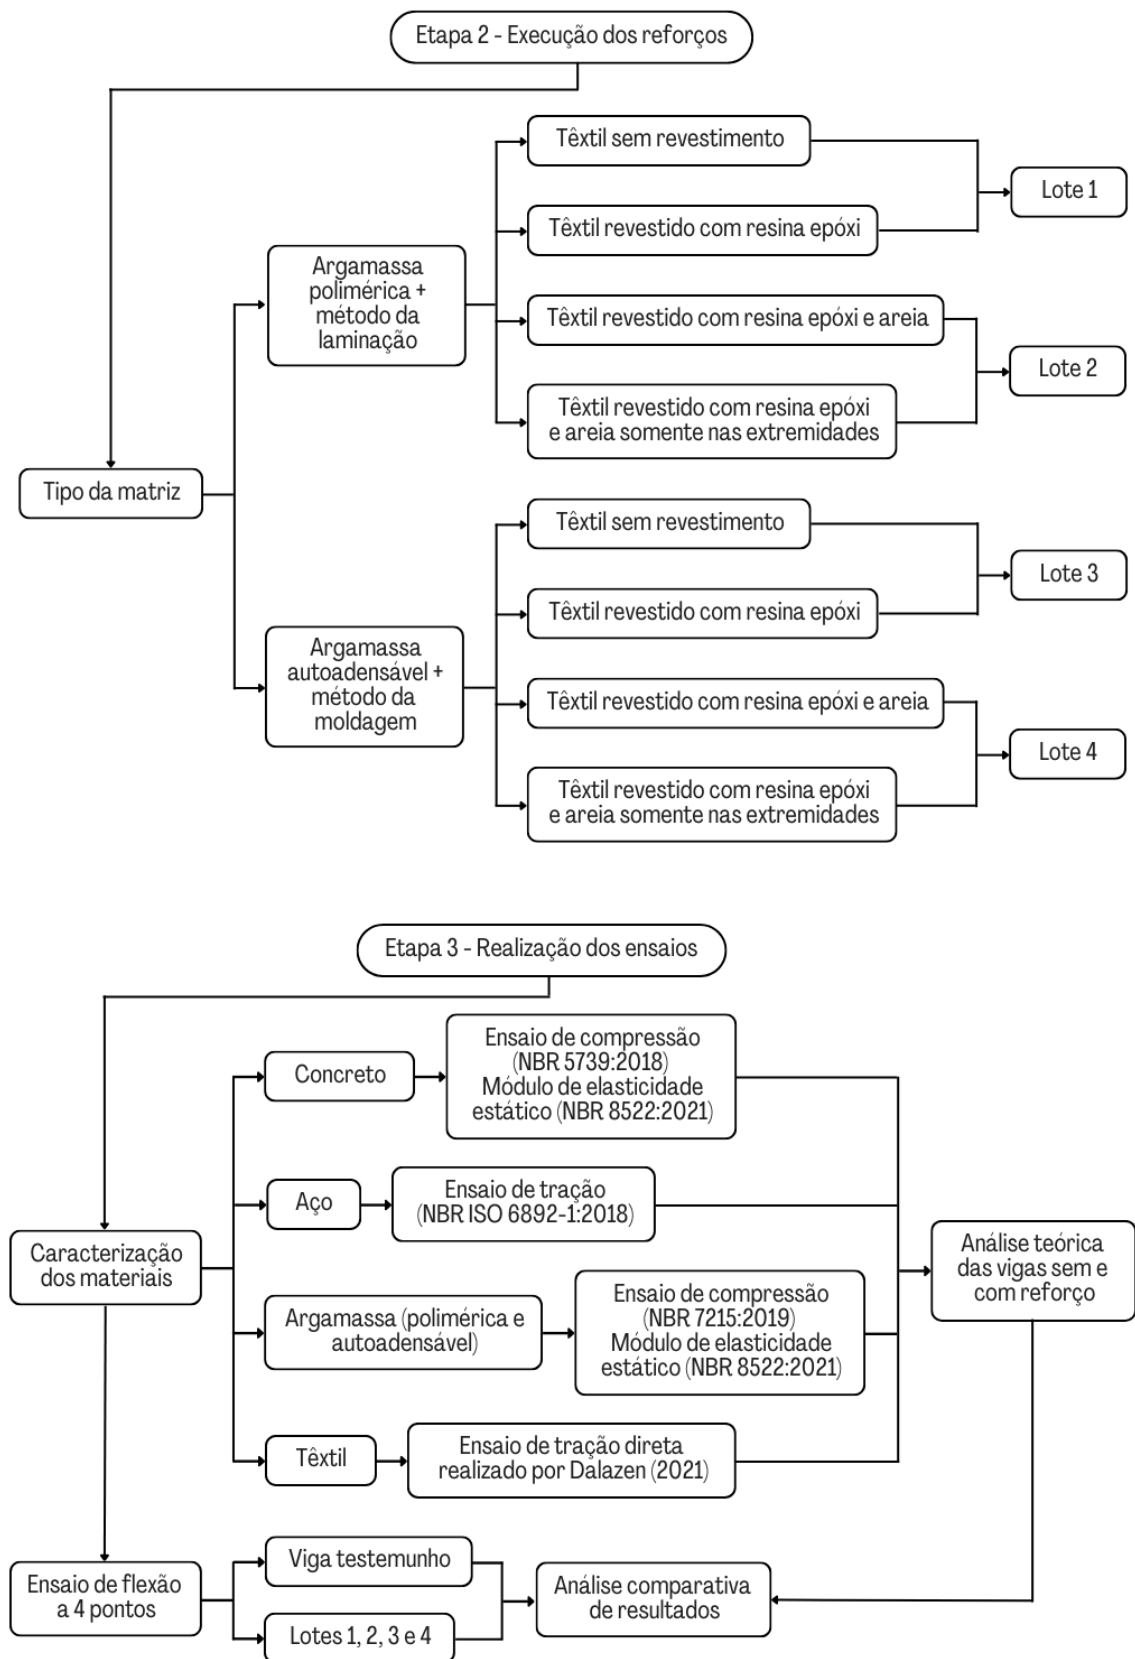 Etapa 2 - Execução dos reforços
Têxtil sem revestimento
Lote 1
Têxtil revestido com resina epóxi
Argamassa
polimérica +
método da
laminação
Têxtil revestido com resina epóxi e areia
Lote 2
Têxtil revestido com resina epóxi
e areia somente nas extremidades
Tipo da matriz
Têxtil sem revestimento
Lote 3
Têxtil revestido com resina epóxi
Argamassa
autoadensável +
método da
moldagem
Têxtil revestido com resina epóxi e areia
Lote 4
Têxtil revestido com resina epóxi
e areia somente nas extremidades
Etapa 3 - Realização dos ensaios
Concreto
Ensaio de compressão
(NBR 5739:2018)
Módulo de elasticidade
estático (NBR 8522:2021)
Aço
Ensaio de tração
(NBR ISO 6892-1:2018)
Caracterização
dos materiais
Análise teórica
das vigas sem e
com reforço
Argamassa (polimérica e
autoadensável)
Ensaio de compressão
(NBR 7215:2019)
Módulo de elasticidade
estático (NBR 8522:2021)
Têxtil
Ensaio de tração direta
realizado por Dalazen (2021)
Ensaio de flexão
a 4 pontos
Viga testemunho
Lotes 1, 2, 3 e 4
Análise comparativa
de resultados